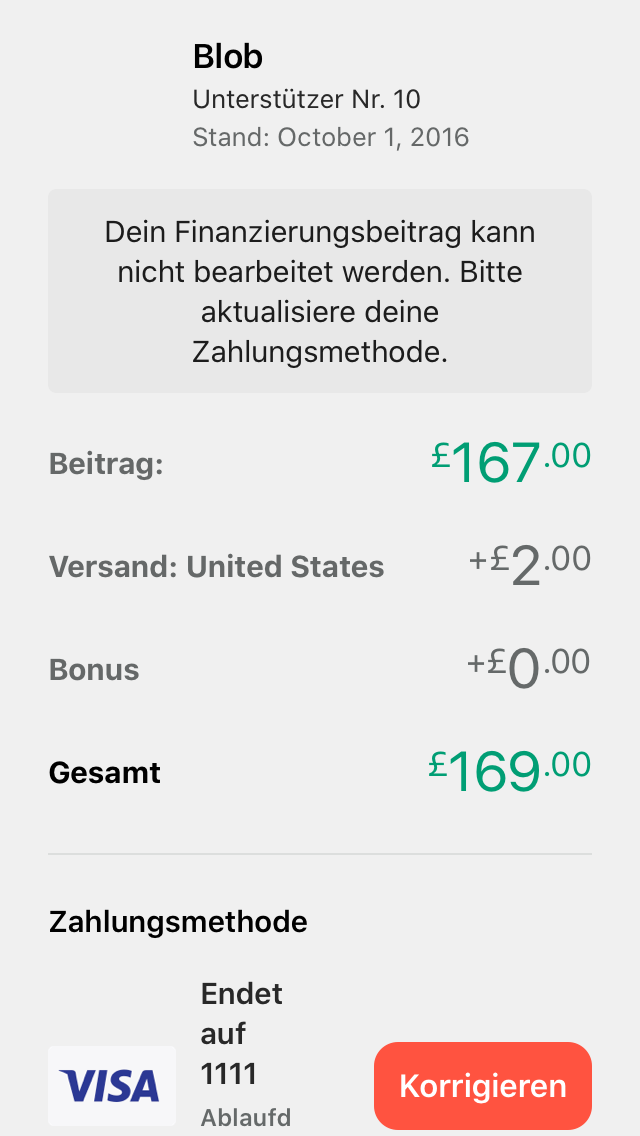 Blob
Unterstützer Nr. 10
Stand: October 1, 2016
Dein Finanzierungsbeitrag kann
nicht bearbeitet werden. Bitte
aktualisiere deine
Zahlungsmethode.
Beitrag: £167.00
Versand: United States +£2.00
Bonus +£0.00
Gesamt £169.00
Zahlungsmethode
Endet
auf
1111
VISA
Korrigieren
Ablaufd